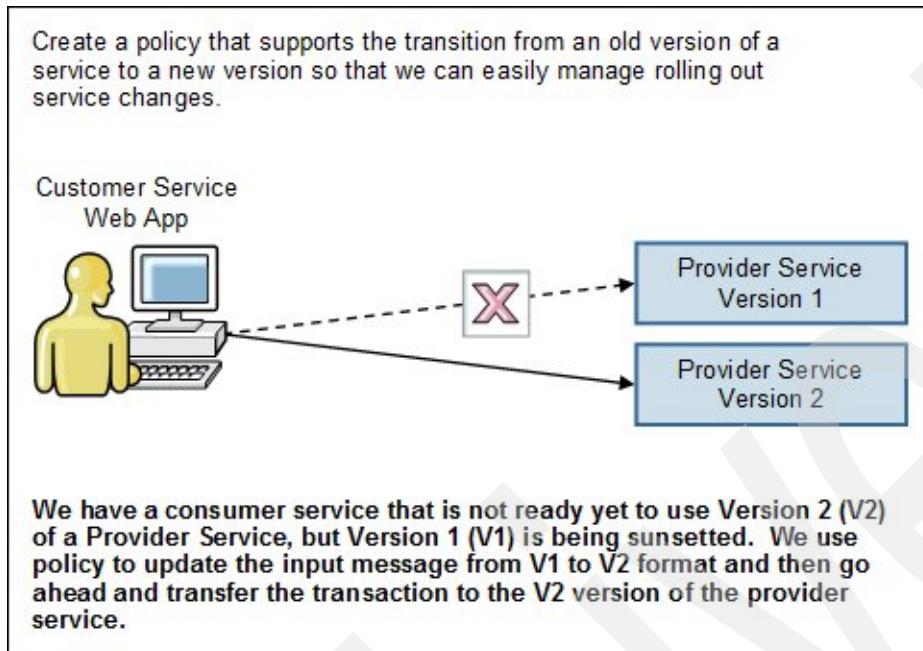 Create a policy that supports the transition from an old version of a
service to a new version so that we can easily manage rolling out
service changes.
Customer Service
Web App
X
Provider Service
Version 1
Provider Service
Version 2
We have a consumer service that is not ready yet to use Version 2 (V2)
of a Provider Service, but Version 1 (V1) is being sunsetted.  We use
policy to update the input message from V1 to V2 format and then go
ahead and transfer the transaction to the V2 version of the provider
service.